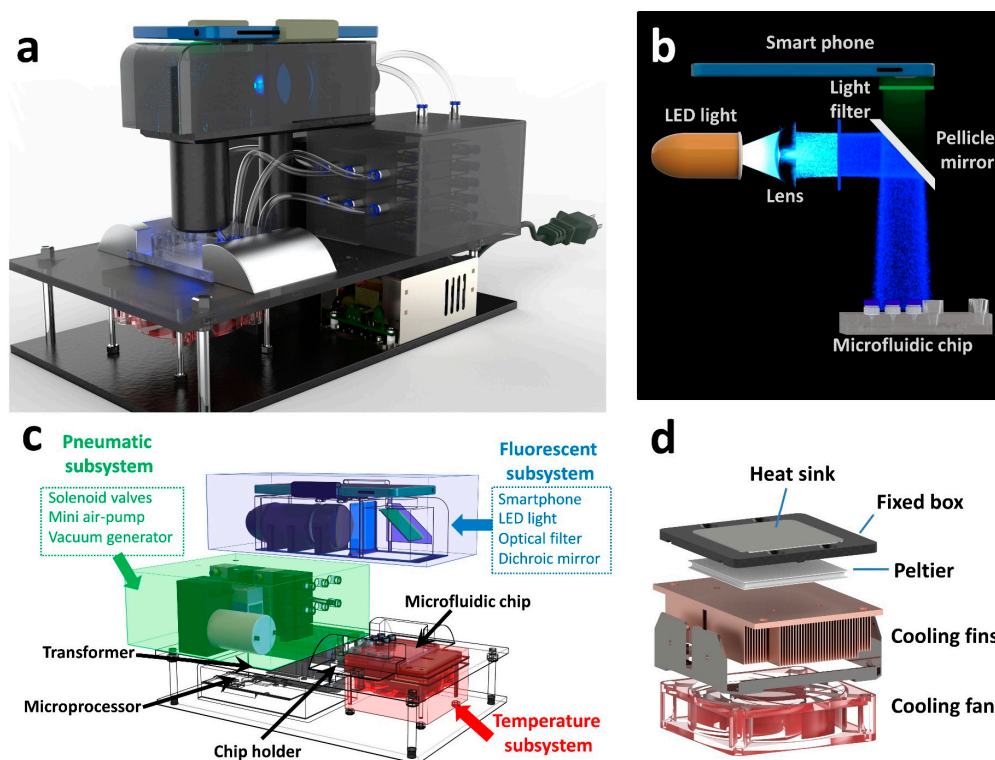 a
b
Smart phone
Light
filter
LED light
Pellicle
mirror
Lens
Microfluidic chip
c
Pneumatic
subsystem
Solenoid valves
Mini air-pump
Vacuum generator
Fluorescent
subsystem
Smartphone
LED light
Optical filter
Dichroic mirror
Microfluidic chip
Transformer
Microprocessor
Chip holder
Temperature
subsystem
d
Heat sink
Fixed box
Peltier
Cooling fins
Cooling fan